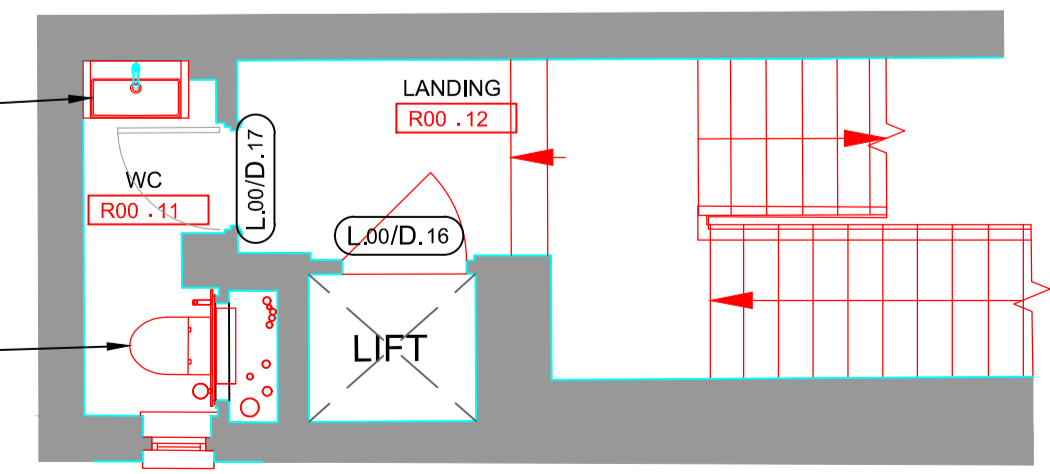 LANDING
R00 .12
L.00/D.17
WC
R00 .11
L.00/D.16
LIFT